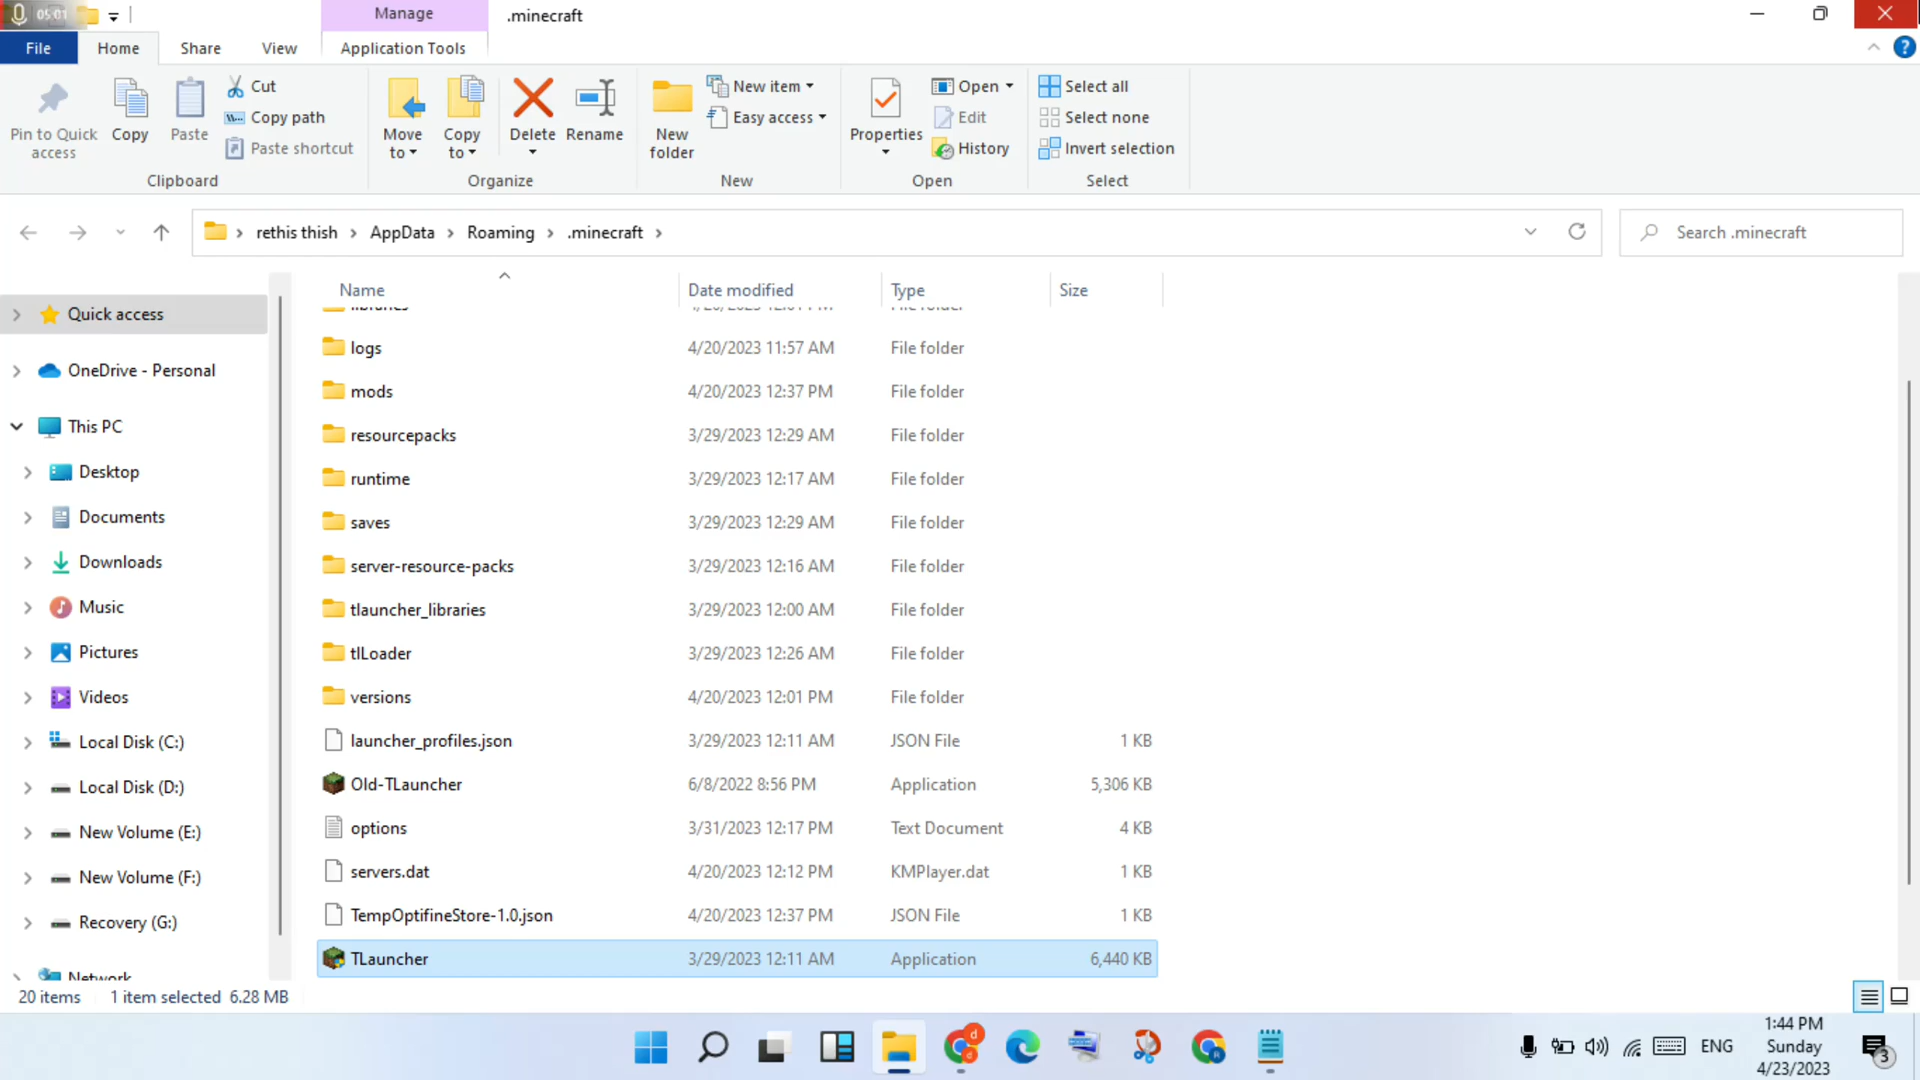 05:01
Manage
.minecraft
File
Home
Share
View
Application Tools
Pin to Quick access
Copy
Paste
Cut
Copy path
Paste shortcut
Clipboard
Move to
Copy to
Delete
Rename
Organize
New folder
New item
Easy access
New
Properties
Open
Edit
History
Open
Select all
Select none
Invert selection
Select
rethis thish
AppData
Roaming
.minecraft
Search .minecraft
Name
Date modified
Type
Size
logs 4/20/2023 11:57 AM File folder
mods 4/20/2023 12:37 PM File folder
resourcepacks 3/29/2023 12:29 AM File folder
runtime 3/29/2023 12:17 AM File folder
saves 3/29/2023 12:29 AM File folder
server-resource-packs 3/29/2023 12:16 AM File folder
tlauncher_libraries 3/29/2023 12:00 AM File folder
tlLoader 3/29/2023 12:26 AM File folder
versions 4/20/2023 12:01 PM File folder
launcher_profiles.json 3/29/2023 12:11 AM JSON File 1 KB
Old-TLauncher 6/8/2022 8:56 PM Application 5,306 KB
options 3/31/2023 12:17 PM Text Document 4 KB
servers.dat 4/20/2023 12:12 PM KMPlayer.dat 1 KB
TempOptifineStore-1.0.json 4/20/2023 12:37 PM JSON File 1 KB
TLauncher 3/29/2023 12:11 AM Application 6,440 KB
Quick access
OneDrive - Personal
This PC
Desktop
Documents
Downloads
Music
Pictures
Videos
Local Disk (C:)
Local Disk (D:)
New Volume (E:)
New Volume (F:)
Recovery (G:)
Network
20 items
1 item selected 6.28 MB
ENG
1:44 PM
Sunday
4/23/2023
3